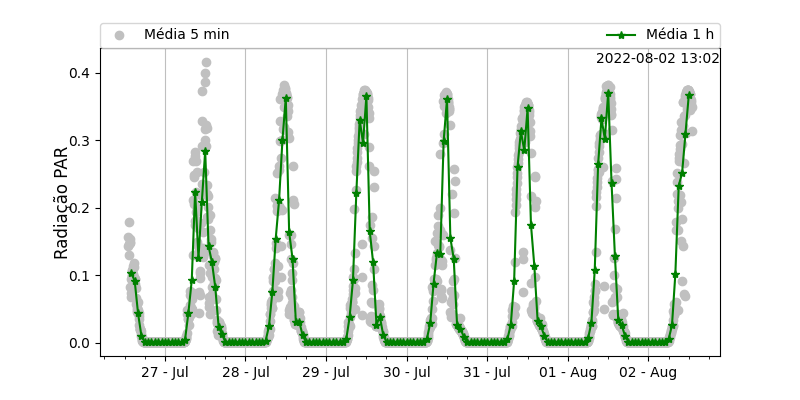 Média 5 min
Média 1 h
2022-08-02 13:02
Radiação PAR
0.4
0.3
0.2
0.1
0.0
27 - Jul
28 - Jul
29 - Jul
30 - Jul
31 - Jul
01 - Aug
02 - Aug